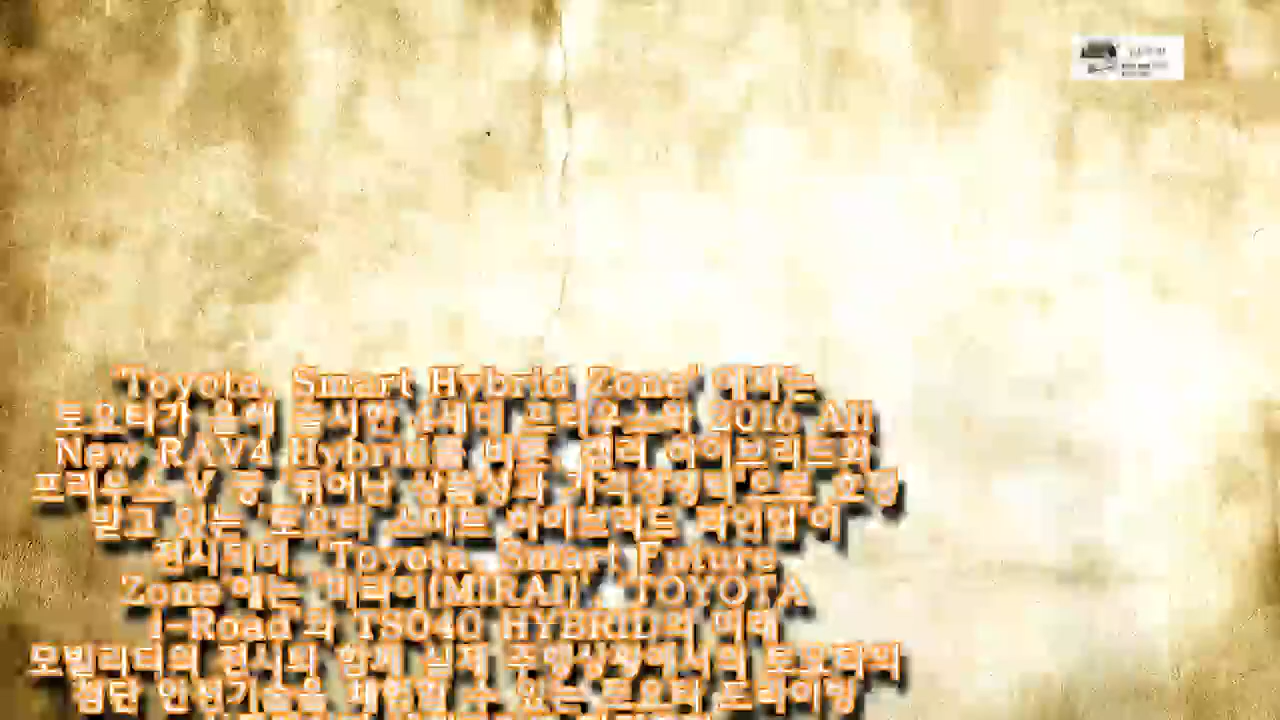 'Toyota, Smart Hybrid Zone' 에서는
토요타가 올해 출시한 4세대 프리우스와 2016 All
New RAV4 Hybrid를 비롯, 캠리 하이브리드와
프리우스 V 등 뛰어난 상품성과 가격경쟁력으로 호평
받고 있는 '토요타 스마트 하이브리드 라인업'이
전시되며 'Toyota, Smart Future
Zone'에는 '미라이(MIRAI)', 'TOYOTA
i-Road'와 TS040 HYBRID의 미래
모빌리티의 전시와 함께 실제 주행상황에서의 토요타의
첨단 안전기술을 체험할 수 있는 토요타 드라이빙